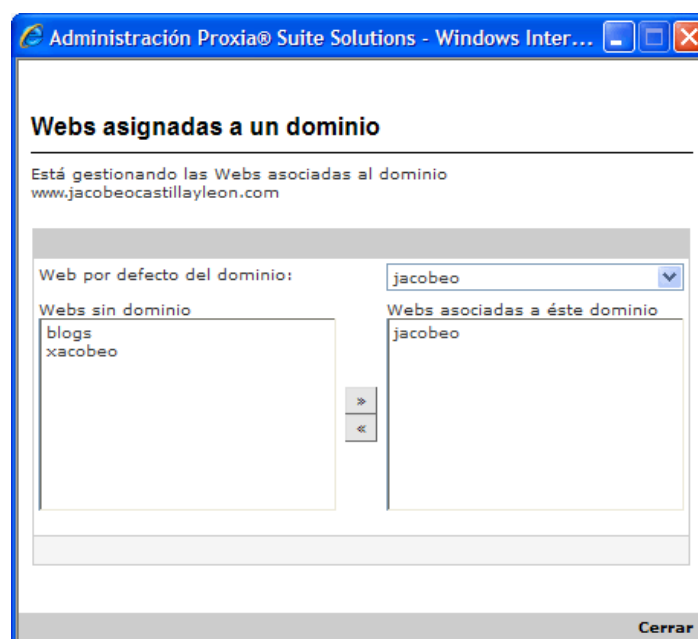 Administración Proxia® Suite Solutions - Windows Inter...
Webs asignadas a un dominio
Está gestionando las Webs asociadas al dominio
www.jacobeocastillayleon.com
Web por defecto del dominio:
jacobeo
Webs sin dominio
blogs
xacobeo
»
«
Webs asociadas a éste dominio
jacobeo
Cerrar